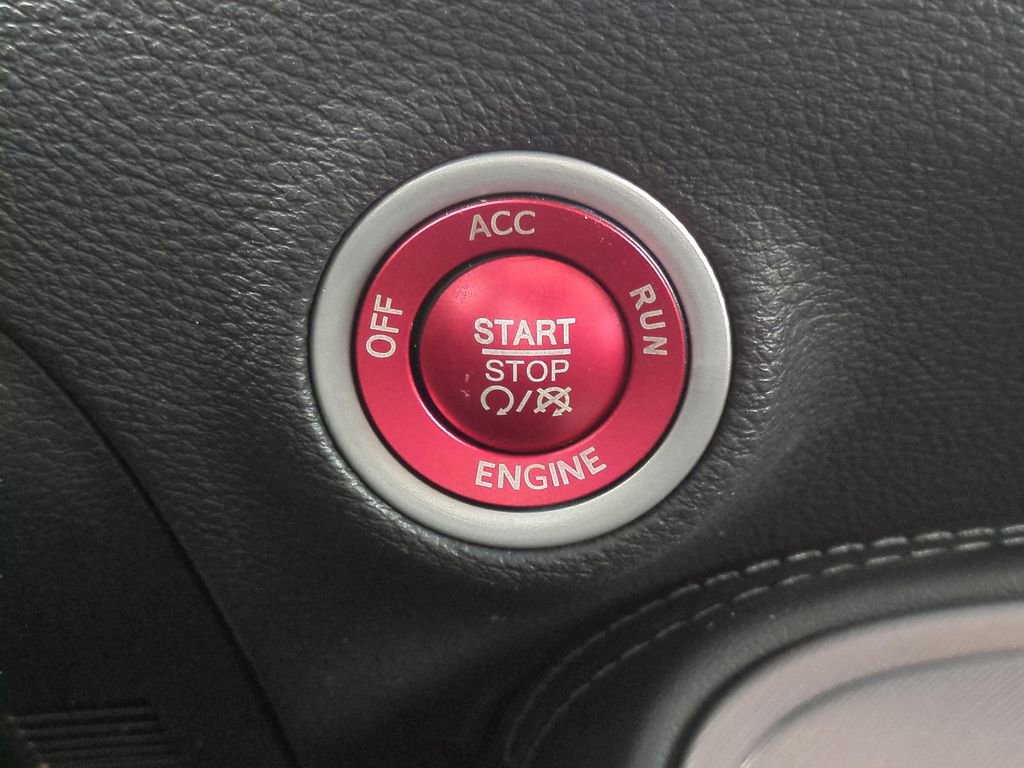 ACC
OFF
RUN
START
STOP
ENGINE